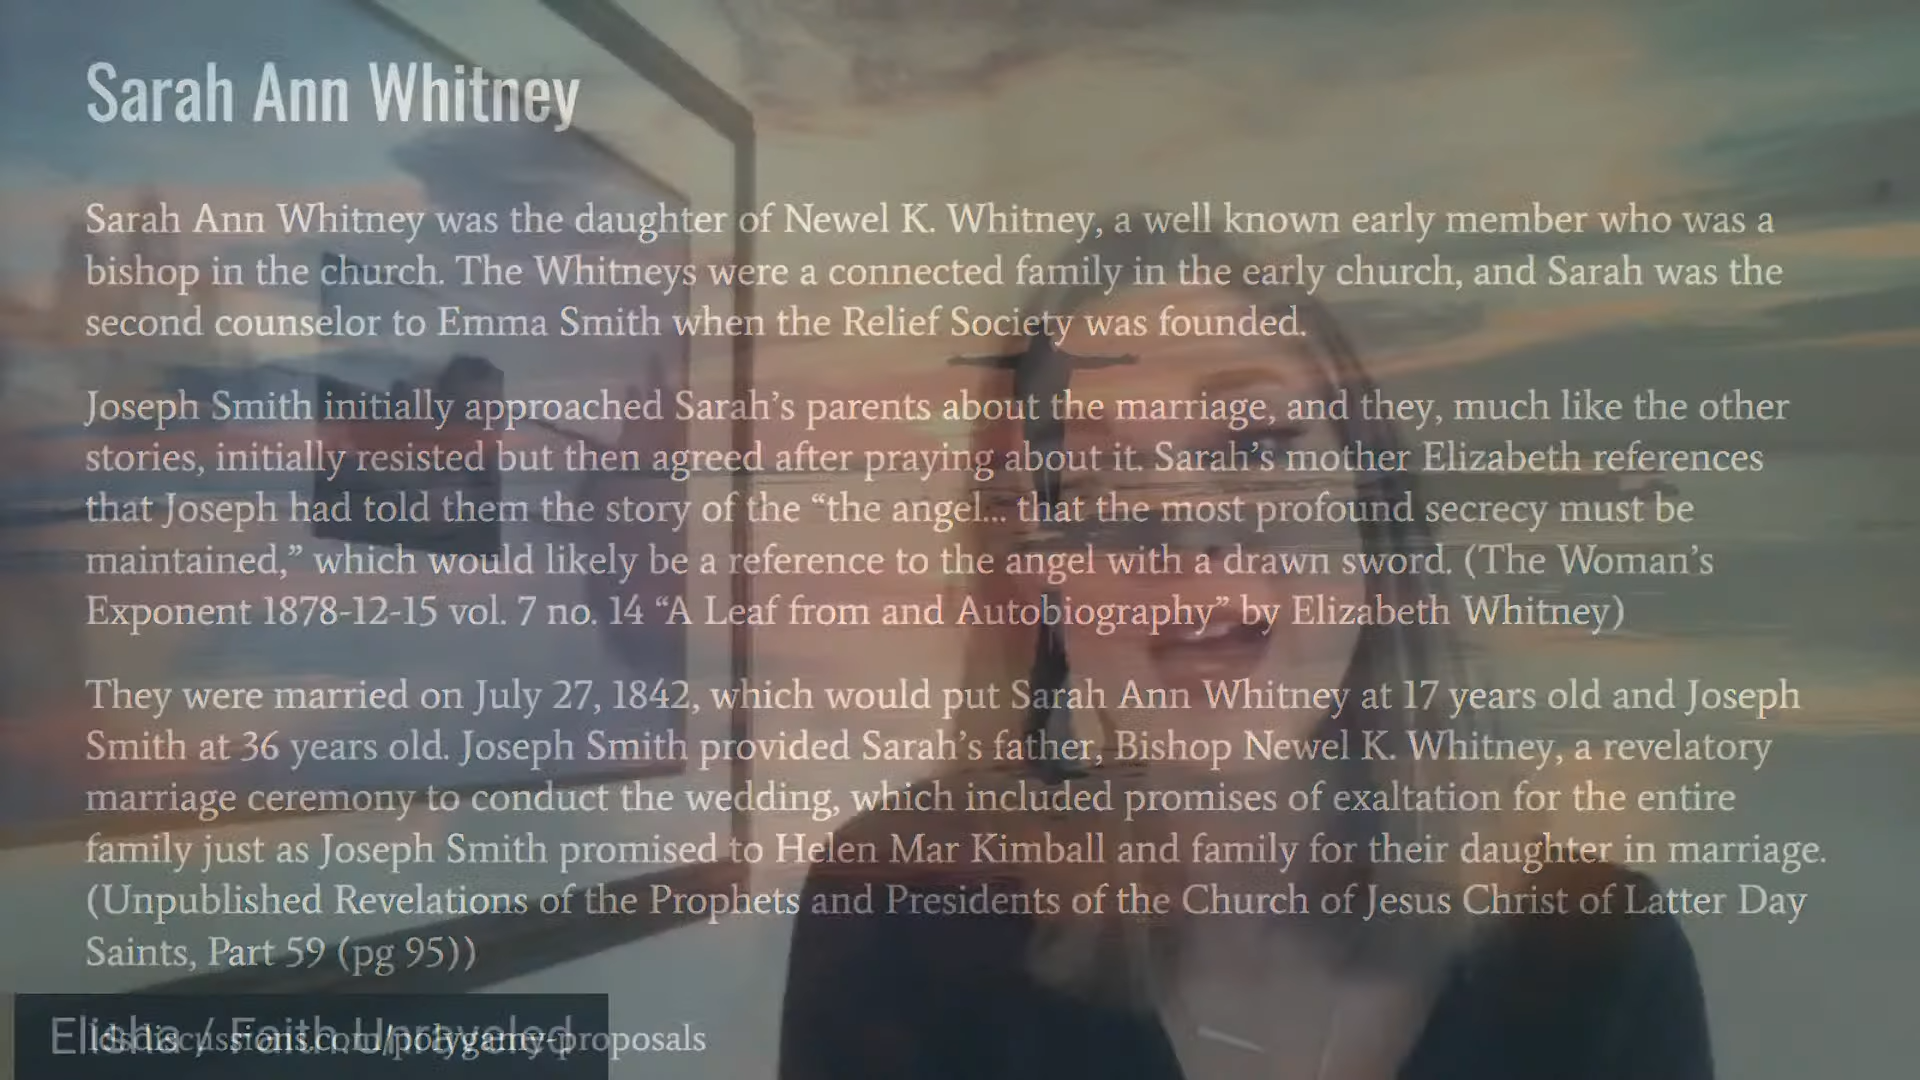 Sarah Ann Whitney
Sarah Ann Whitney was the daughter of Newel K. Whitney, a well known early member who was a
bishop in the church. The Whitneys were a connected family in the early church, and Sarah was the
second counselor to Emma Smith when the Relief Society was founded.
Joseph Smith initially approached Sarah’s parents about the marriage, and they, much like the other
stories, initially resisted but then agreed after praying about it. Sarah’s mother Elizabeth references
that Joseph had told them the story of the “the angel... that the most profound secrecy must be
maintained,” which would likely be a reference to the angel with a drawn sword. (The Woman’s
Exponent 1878-12-15 vol. 7 no. 14 “A Leaf from and Autobiography” by Elizabeth Whitney)
They were married on July 27, 1842, which would put Sarah Ann Whitney at 17 years old and Joseph
Smith at 36 years old. Joseph Smith provided Sarah’s father, Bishop Newel K. Whitney, a revelatory
marriage ceremony to conduct the wedding, which included promises of exaltation for the entire
family just as Joseph Smith promised to Helen Mar Kimball and family for their daughter in marriage.
(Unpublished Revelations of the Prophets and Presidents of the Church of Jesus Christ of Latter Day
Saints, Part 59 (pg 95))
Elisha / Faith Unraveled
ldsdiscussions.com/polygamy-proposals